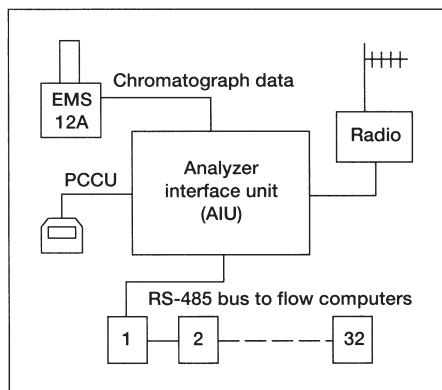 Chromatograph data
EMS
12A
Radio
Analyzer
interface unit
(AIU)
PCCU
RS-485 bus to flow computers
1
2
32